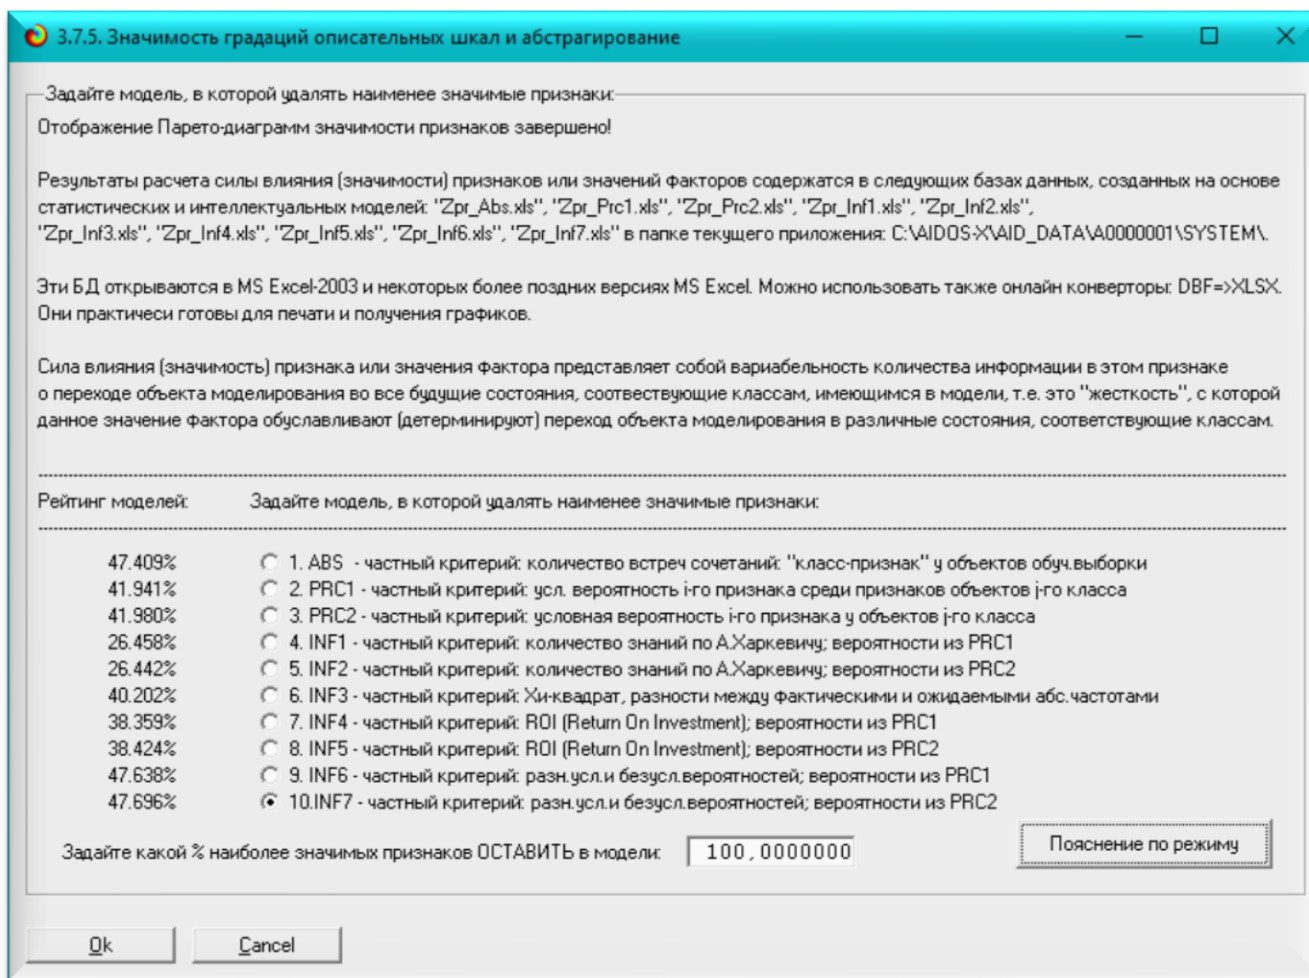 3.7.5. Значимость градаций описательных шкал и абстрагирование
Задайте модель, в которой удалять наименее значимые признаки:
Отображение Парето-диаграмм значимости признаков завершено!
Результаты расчета силы влияния (значимости) признаков или значений факторов содержатся в следующих базах данных, созданных на основе
статистических и интеллектуальных моделей: "Zpr_Abs.xls", "Zpr_Prc1.xls", "Zpr_Prc2.xls", "Zpr_Inf1.xls", "Zpr_Inf2.xls",
"Zpr_Inf3.xls", "Zpr_Inf4.xls", "Zpr_Inf5.xls", "Zpr_Inf6.xls", "Zpr_Inf7.xls" в папке текущего приложения: C:\AIDOS-X\AID_DATA\A0000001\SYSTEM\.
Эти БД открываются в MS Excel-2003 и некоторых более поздних версиях MS Excel. Можно использовать также онлайн конверторы: DBF=>XLSX.
Они практичеси готовы для печати и получения графиков.
Сила влияния (значимость) признака или значения фактора представляет собой вариабельность количества информации в этом признаке
о переходе объекта моделирования во все будущие состояния, соотвествующие классам, имеющимся в модели, т.е. это "жесткость", с которой
данное значение фактора обуславливают (детерминируют) переход объекта моделирования в различные состояния, соответствующие классам.
Рейтинг моделей: Задайте модель, в которой удалять наименее значимые признаки:
47.409% 1. ABS - частный критерий: количество встреч сочетаний: "класс-признак" у объектов обуч.выборки
41.941% 2. PRC1 - частный критерий: усл. вероятность i-го признака среди признаков объектов j-го класса
41.980% 3. PRC2 - частный критерий: условная вероятность i-го признака у объектов j-го класса
26.458% 4. INF1 - частный критерий: количество знаний по А.Харкевичу; вероятности из PRC1
26.442% 5. INF2 - частный критерий: количество знаний по А.Харкевичу; вероятности из PRC2
40.202% 6. INF3 - частный критерий: Хи-квадрат, разности между фактическими и ожидаемыми абс.частотами
38.359% 7. INF4 - частный критерий: ROI (Return On Investment); вероятности из PRC1
38.424% 8. INF5 - частный критерий: ROI (Return On Investment); вероятности из PRC2
47.638% 9. INF6 - частный критерий: разн.усл.и безусл.вероятностей; вероятности из PRC1
47.696% 10.INF7 - частный критерий: разн.усл.и безусл.вероятностей; вероятности из PRC2
Задайте какой % наиболее значимых признаков ОСТАВИТЬ в модели: 100,0000000 Пояснение по режиму
Ok Cancel